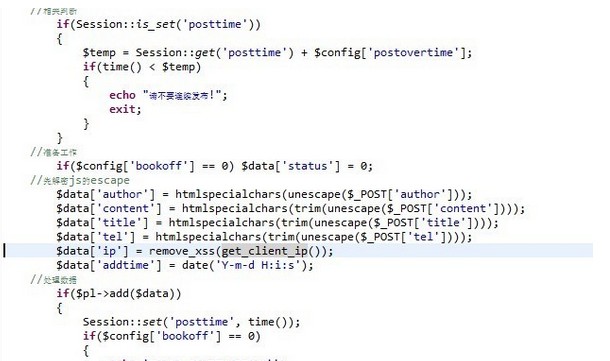 //相关判断
if(Session::is_set('posttime'))
{
$temp = Session::get('posttime') + $config['postovertime'];
if(time() < $temp)
{
echo "请不要连续发布!";
exit;
}
}
//准备工作
if($config['bookoff'] == 0) $data['status'] = 0;
//先解密js的escape
$data['author'] = htmlspecialchars(unescape($_POST['author']));
$data['content'] = htmlspecialchars(trim(unescape($_POST['content'])));
$data['title'] = htmlspecialchars(trim(unescape($_POST['title'])));
$data['tel'] = htmlspecialchars(trim(unescape($_POST['tel'])));
$data['ip'] = remove_xss(get_client_ip());
$data['addtime'] = date('Y-m-d H:i:s');
//处理数据
if($pl->add($data))
{
Session::set('posttime', time());
if($config['bookoff'] == 0)
{